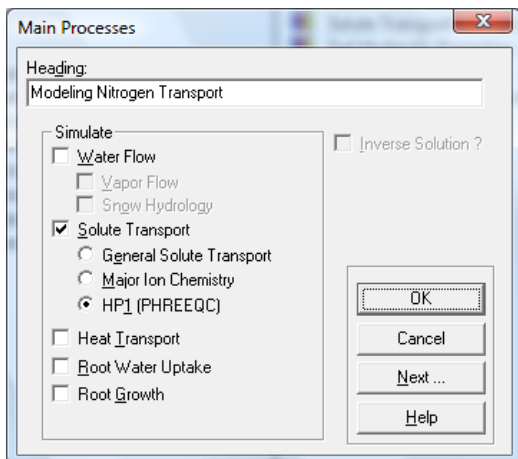 Main Processes
Heading:
Modeling Nitrogen Transport
Simulate
Water Flow
Vapor Flow
Snow Hydrology
Solute Transport
General Solute Transport
Major Ion Chemistry
HP1 (PHREEQC)
Heat Transport
Root Water Uptake
Root Growth
Inverse Solution ?
OK
Cancel
Next ...
Help